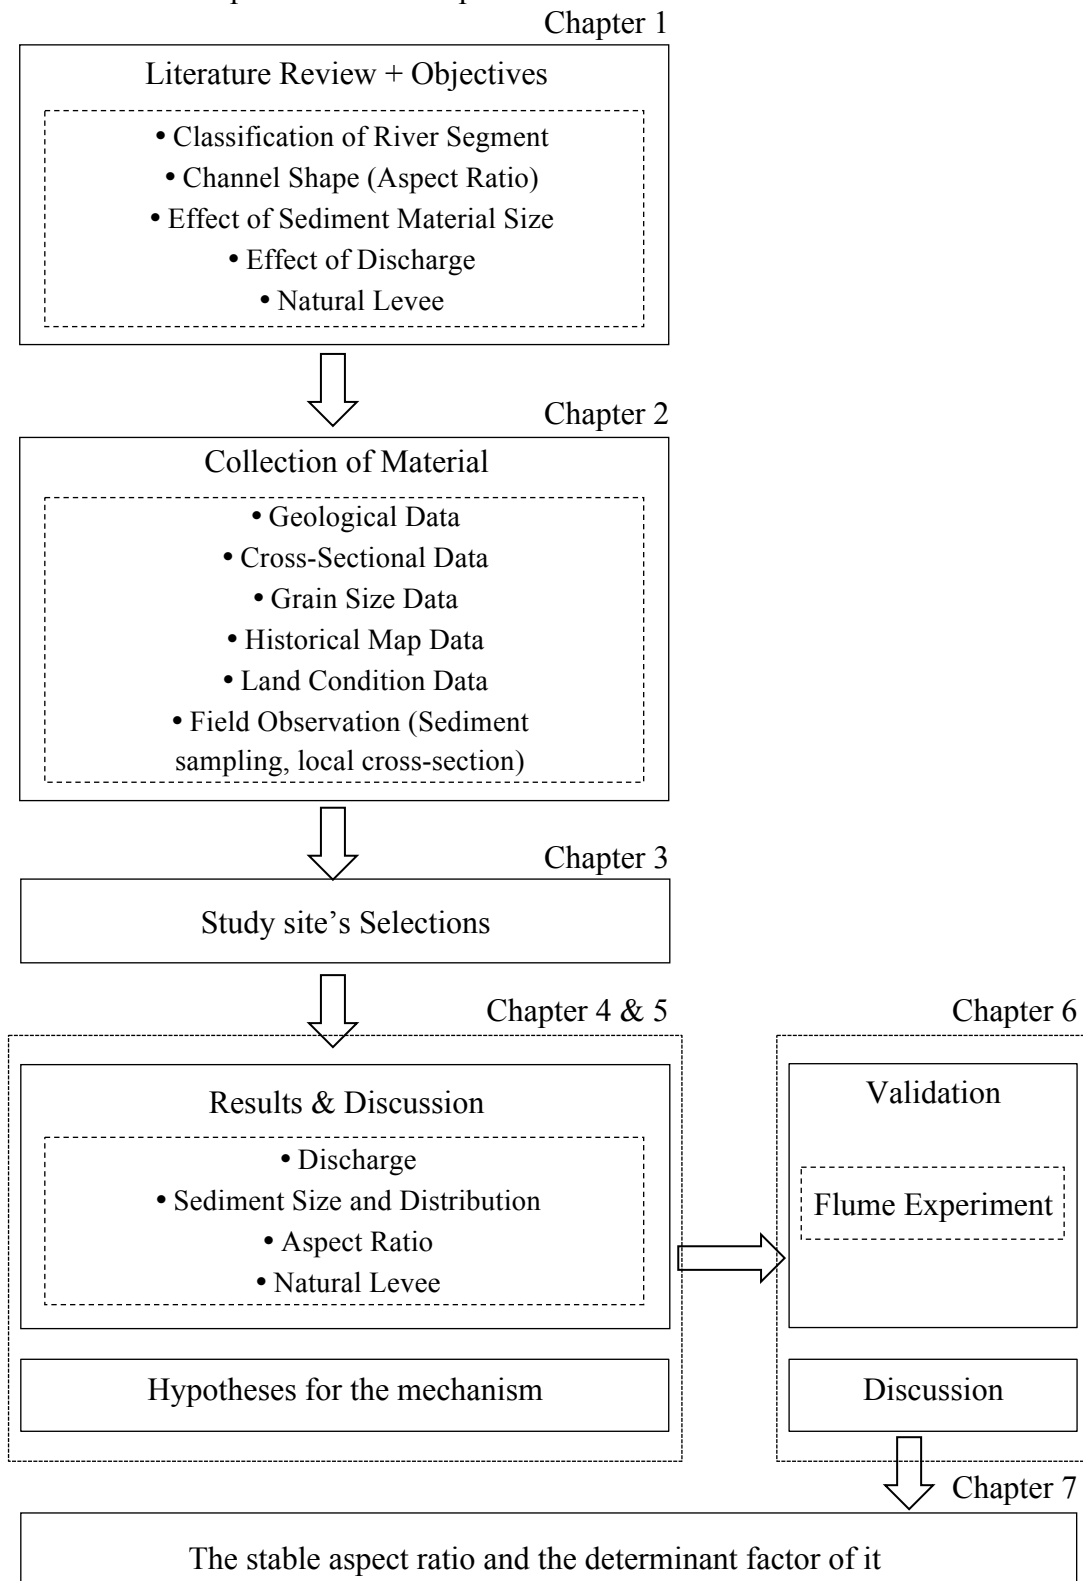 Chapter 1
Literature Review + Objectives
• Classification of River Segment
• Channel Shape (Aspect Ratio)
• Effect of Sediment Material Size
• Effect of Discharge
• Natural Levee
Chapter 2
Collection of Material
• Geological Data
• Cross-Sectional Data
• Grain Size Data
• Historical Map Data
• Land Condition Data
• Field Observation (Sediment
sampling, local cross-section)
Chapter 3
Study site’s Selections
Chapter 4 & 5
Results & Discussion
• Discharge
• Sediment Size and Distribution
• Aspect Ratio
• Natural Levee
Hypotheses for the mechanism
Chapter 6
Validation
Flume Experiment
Discussion
Chapter 7
The stable aspect ratio and the determinant factor of it